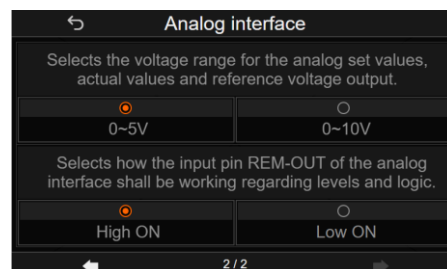 Analog interface
Selects the voltage range for the analog set values,
actual values and reference voltage output.
0~5V
0~10V
Selects how the input pin REM-OUT of the analog
interface shall be working regarding levels and logic.
High ON
Low ON
2 / 2